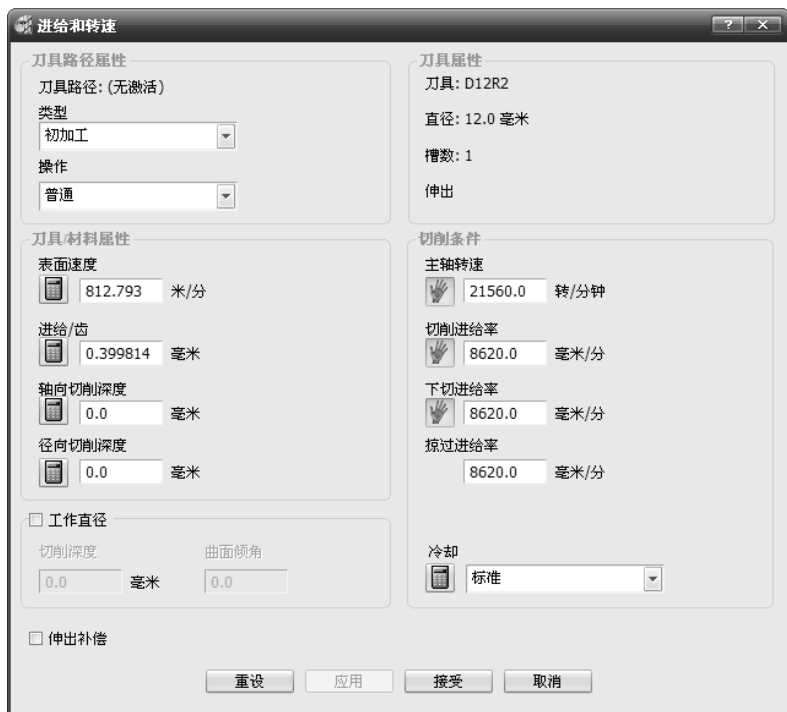 进给和转速
刀具路径属性
刀具路径: (无激活)
类型
初加工
操作
普通
刀具属性
刀具: D12R2
直径: 12.0 毫米
槽数: 1
伸出
刀具/材料属性
表面速度
812.793 米/分
进给/齿
0.399814 毫米
轴向切削深度
0.0 毫米
径向切削深度
0.0 毫米
切削条件
主轴转速
21560.0 转/分钟
切削进给率
8620.0 毫米/分
下切进给率
8620.0 毫米/分
掠过进给率
8620.0 毫米/分
工作直径
切削深度 曲面倾角
0.0 毫米 0.0
冷却
标准
伸出补偿
重设 应用 接受 取消